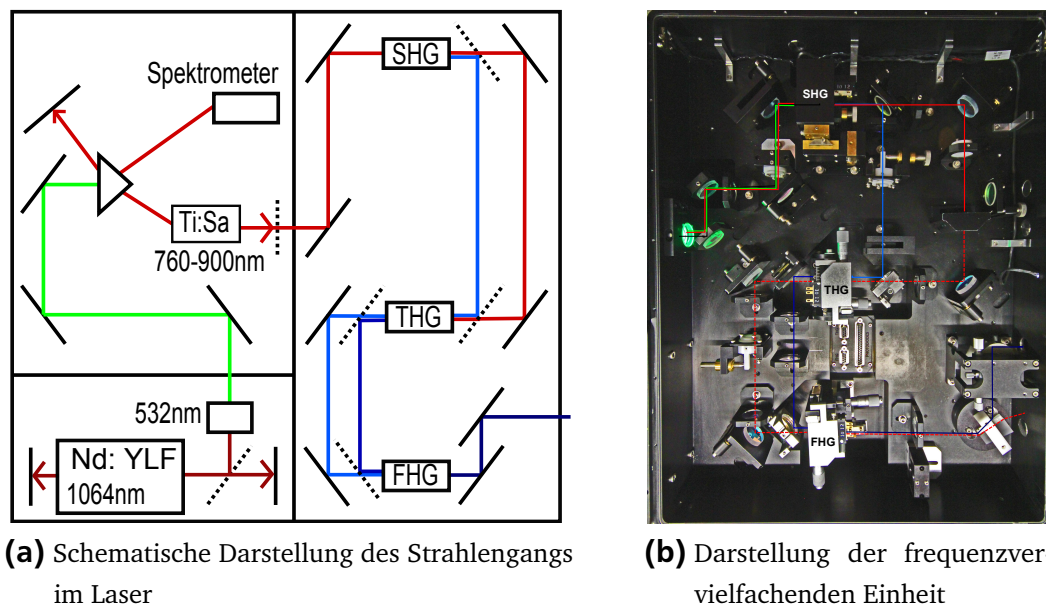 Spektrometer
Ti:Sa
760-900nm
532nm
Nd: YLF
1064nm
SHG
THG
FHG
SHG
THG
FHG
(a) Schematische Darstellung des Strahlengangs
im Laser
(b) Darstellung der frequenzver
vielfachenden Einheit